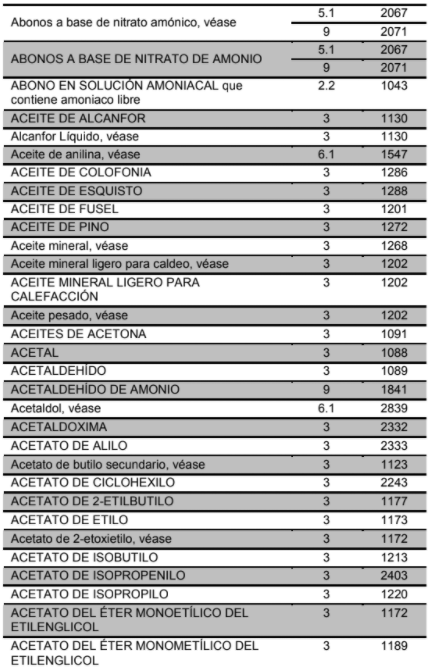 Abonos a base de nitrato amónico, véase 5.1 2067
9 2071
ABONOS A BASE DE NITRATO DE AMONIO 5.1 2067
9 2071
ABONO EN SOLUCIÓN AMONIACAL que 2.2 1043
contiene amoniaco libre
ACEITE DE ALCANFOR 3 1130
Alcanfor Líquido, véase 3 1130
Aceite de anilina, véase 6.1 1547
ACEITE DE COLOFONIA 3 1286
ACEITE DE ESQUISTO 3 1288
ACEITE DE FUSEL 3 1201
ACEITE DE PINO 3 1272
Aceite mineral, véase 3 1268
Aceite mineral ligero para caldeo, véase 3 1202
ACEITE MINERAL LIGERO PARA 3 1202
CALEFACCIÓN
Aceite pesado, véase 3 1202
ACEITES DE ACETONA 3 1091
ACETAL 3 1088
ACETALDEHÍDO 3 1089
ACETALDEHÍDO DE AMONIO 9 1841
Acetaldol, véase 6.1 2839
ACETALDOXIMA 3 2332
ACETATO DE ALILO 3 2333
Acetato de butilo secundario, véase 3 1123
ACETATO DE CICLOHEXILO 3 2243
ACETATO DE 2-ETILBUTILO 3 1177
ACETATO DE ETILO 3 1173
Acetato de 2-etoxietilo, véase 3 1172
ACETATO DE ISOBUTILO 3 1213
ACETATO DE ISOPROPENILO 3 2403
ACETATO DE ISOPROPILO 3 1220
ACETATO DEL ÉTER MONOETÍLICO DEL 3 1172
ETILENGLICOL
ACETATO DEL ÉTER MONOMETÍLICO DEL 3 1189
ETILENGLICOL